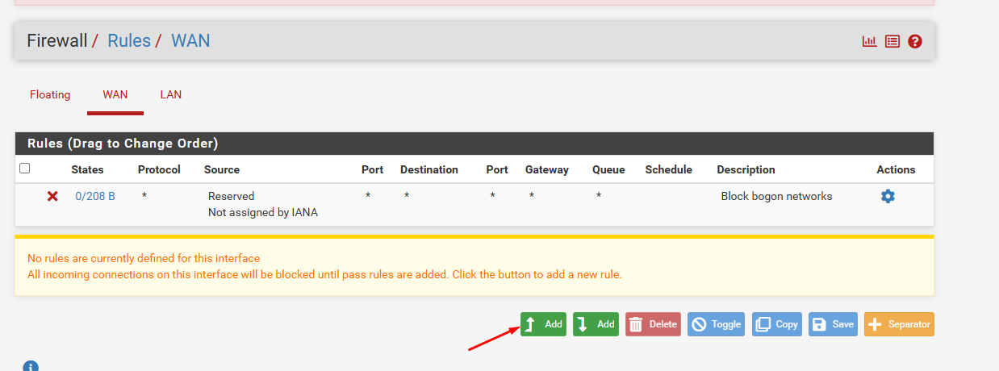 Firewall / Rules / WAN
Floating WAN LAN
Rules (Drag to Change Order)
States Protocol Source Port Destination Port Gateway Queue Schedule Description Actions
0/208 B * Reserved * * * * * Block bogon networks
Not assigned by IANA
No rules are currently defined for this interface
All incoming connections on this interface will be blocked until pass rules are added. Click the button to add a new rule.
Add Add Delete Toggle Copy Save Separator